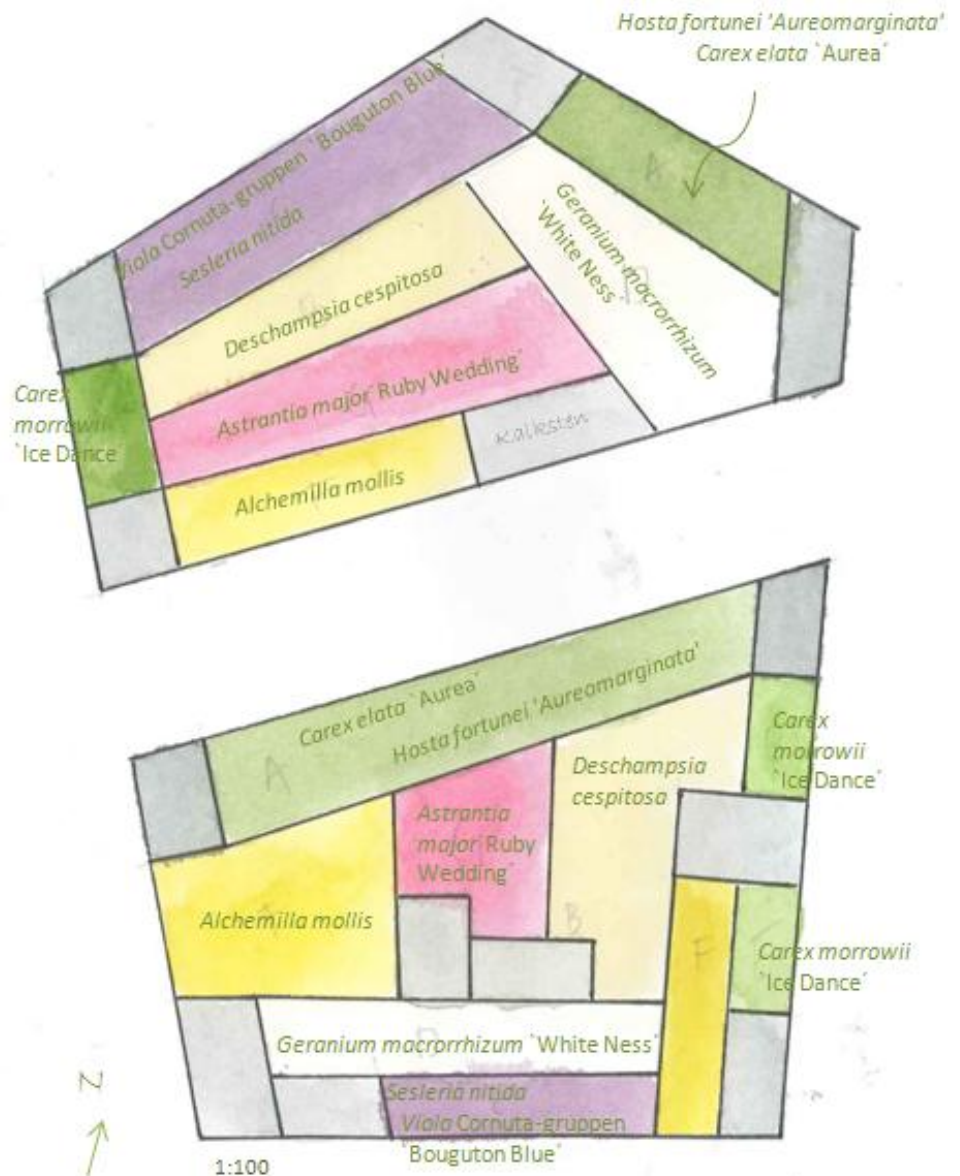 Hosta fortunei 'Aureomarginata'
Carex elata `Aurea´
Viola Cornuta-gruppen `Bouguton Blue´
Sesleria nitida
Geranium macrorrhizum
`White Ness´
Deschampsia cespitosa
Astrantia major`Ruby Wedding´
Carex
morrowii
`Ice Dance
Kalksten
Alchemilla mollis
Carex elata `Aurea´
Hosta fortunei 'Aureomarginata'
A
Carex
morrowii
`Ice Dance´
Deschampsia
cespitosa
Astrantia
major`Ruby
Wedding´
Alchemilla mollis
B
F
Carex morrowii
`Ice Dance´
Geranium macrorrhizum `White Ness´
Sesleria nitida
Viola Cornuta-gruppen
`Bouguton Blue´
N
1:100